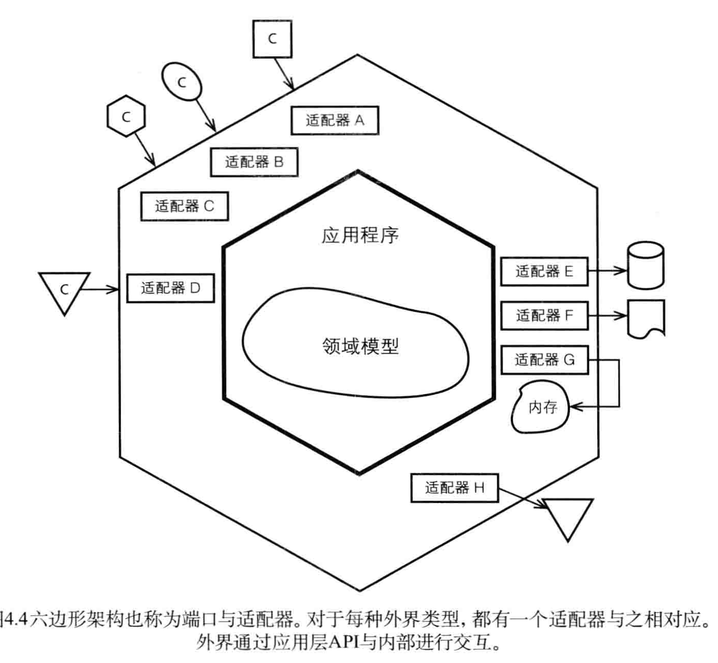 C
C
适配器 A
C
适配器 B
适配器 C
应用程序
适配器 E
C
适配器 D
适配器 F
领域模型
适配器 G
内存
适配器 H
图4.4六边形架构也称为端口与适配器。对于每种外界类型，都有一个适配器与之相对应。
外界通过应用层API与内部进行交互。